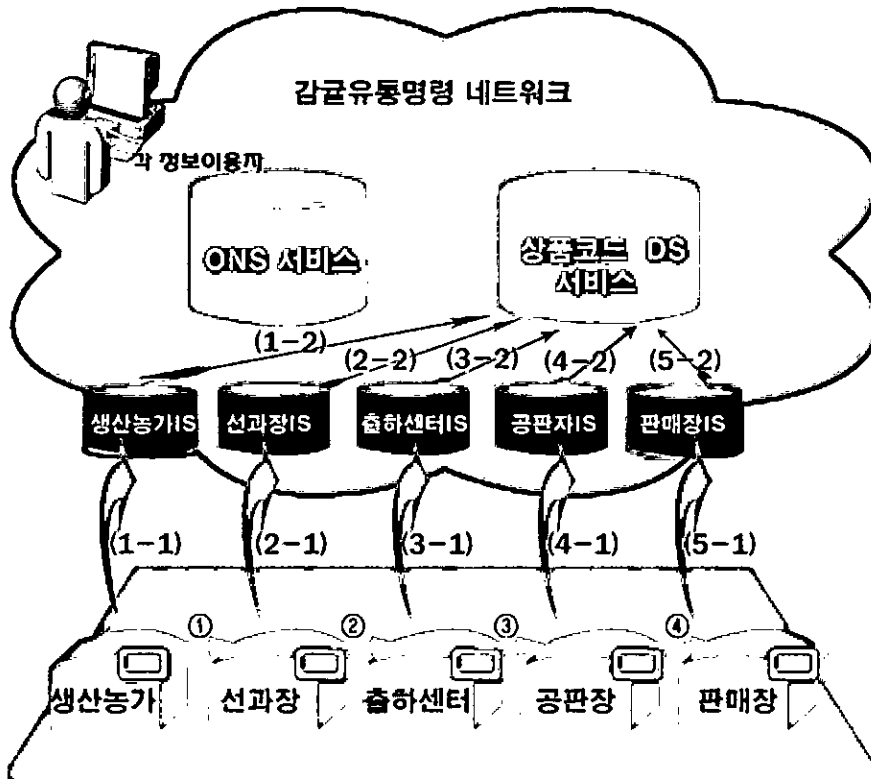 감귤유통명령 네트워크
각 정보이용자
ONS 서비스
상품코드 DS
서비스
(1-2)
(2-2)
(3-2)
(4-2)
(5-2)
생산농가IS
선과장IS
출하센터IS
공판자IS
판매장IS
(1-1)
(2-1)
(3-1)
(4-1)
(5-1)
①
②
③
④
생산농가
선과장
출하센터
공판장
판매장